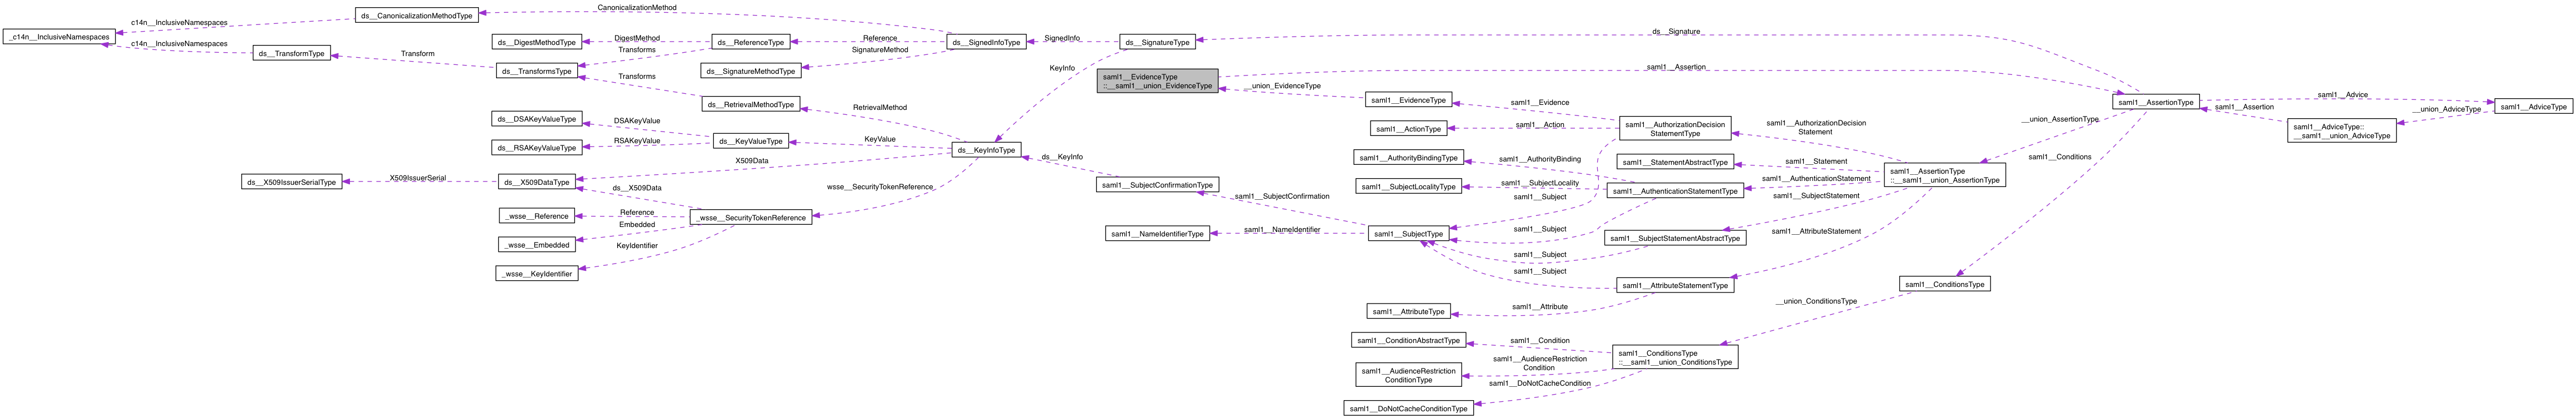 c14n__InclusiveNamespaces
c14n__InclusiveNamespaces
_c14n__InclusiveNamespaces
ds__CanonicalizationMethodType
CanonicalizationMethod
ds__TransformType
Transform
ds__DigestMethodType
DigestMethod
Transforms
ds__TransformsType
Transforms
ds__ReferenceType
Reference
SignatureMethod
ds__SignatureMethodType
ds__SignedInfoType
SignedInfo
ds__SignatureType
ds__Signature
KeyInfo
ds__RetrievalMethodType
RetrievalMethod
ds__DSAKeyValueType
DSAKeyValue
ds__RSAKeyValueType
RSAKeyValue
ds__KeyValueType
KeyValue
ds__KeyInfoType
ds__KeyInfo
X509Data
ds__X509IssuerSerialType
X509IssuerSerial
ds__X509DataType
ds__X509Data
wsse__SecurityTokenReference
_wsse__SecurityTokenReference
_wsse__Reference
Reference
_wsse__Embedded
Embedded
_wsse__KeyIdentifier
KeyIdentifier
saml1__EvidenceType
::__saml1__union_EvidenceType
__union_EvidenceType
saml1__EvidenceType
saml1__Evidence
saml1__Assertion
saml1__ActionType
saml1__Action
saml1__AuthorizationDecision
StatementType
saml1__AuthorizationDecision
Statement
saml1__AuthorityBindingType
saml1__AuthorityBinding
saml1__StatementAbstractType
saml1__Statement
saml1__SubjectLocalityType
saml1__SubjectLocality
saml1__AuthenticationStatementType
saml1__AuthenticationStatement
saml1__SubjectConfirmationType
saml1__SubjectConfirmation
saml1__NameIdentifierType
saml1__NameIdentifier
saml1__SubjectType
saml1__Subject
saml1__Subject
saml1__Subject
saml1__Subject
saml1__SubjectStatementAbstractType
saml1__SubjectStatement
saml1__AttributeStatementType
saml1__AttributeStatement
saml1__AttributeType
saml1__Attribute
saml1__AssertionType
::__saml1__union_AssertionType
__union_AssertionType
saml1__AssertionType
saml1__Advice
saml1__Assertion
saml1__AdviceType::
__saml1__union_AdviceType
__union_AdviceType
saml1__AdviceType
saml1__Conditions
saml1__ConditionsType
__union_ConditionsType
saml1__ConditionAbstractType
saml1__Condition
saml1__ConditionsType
::__saml1__union_ConditionsType
saml1__AudienceRestriction
ConditionType
saml1__AudienceRestriction
Condition
saml1__DoNotCacheCondition
saml1__DoNotCacheConditionType